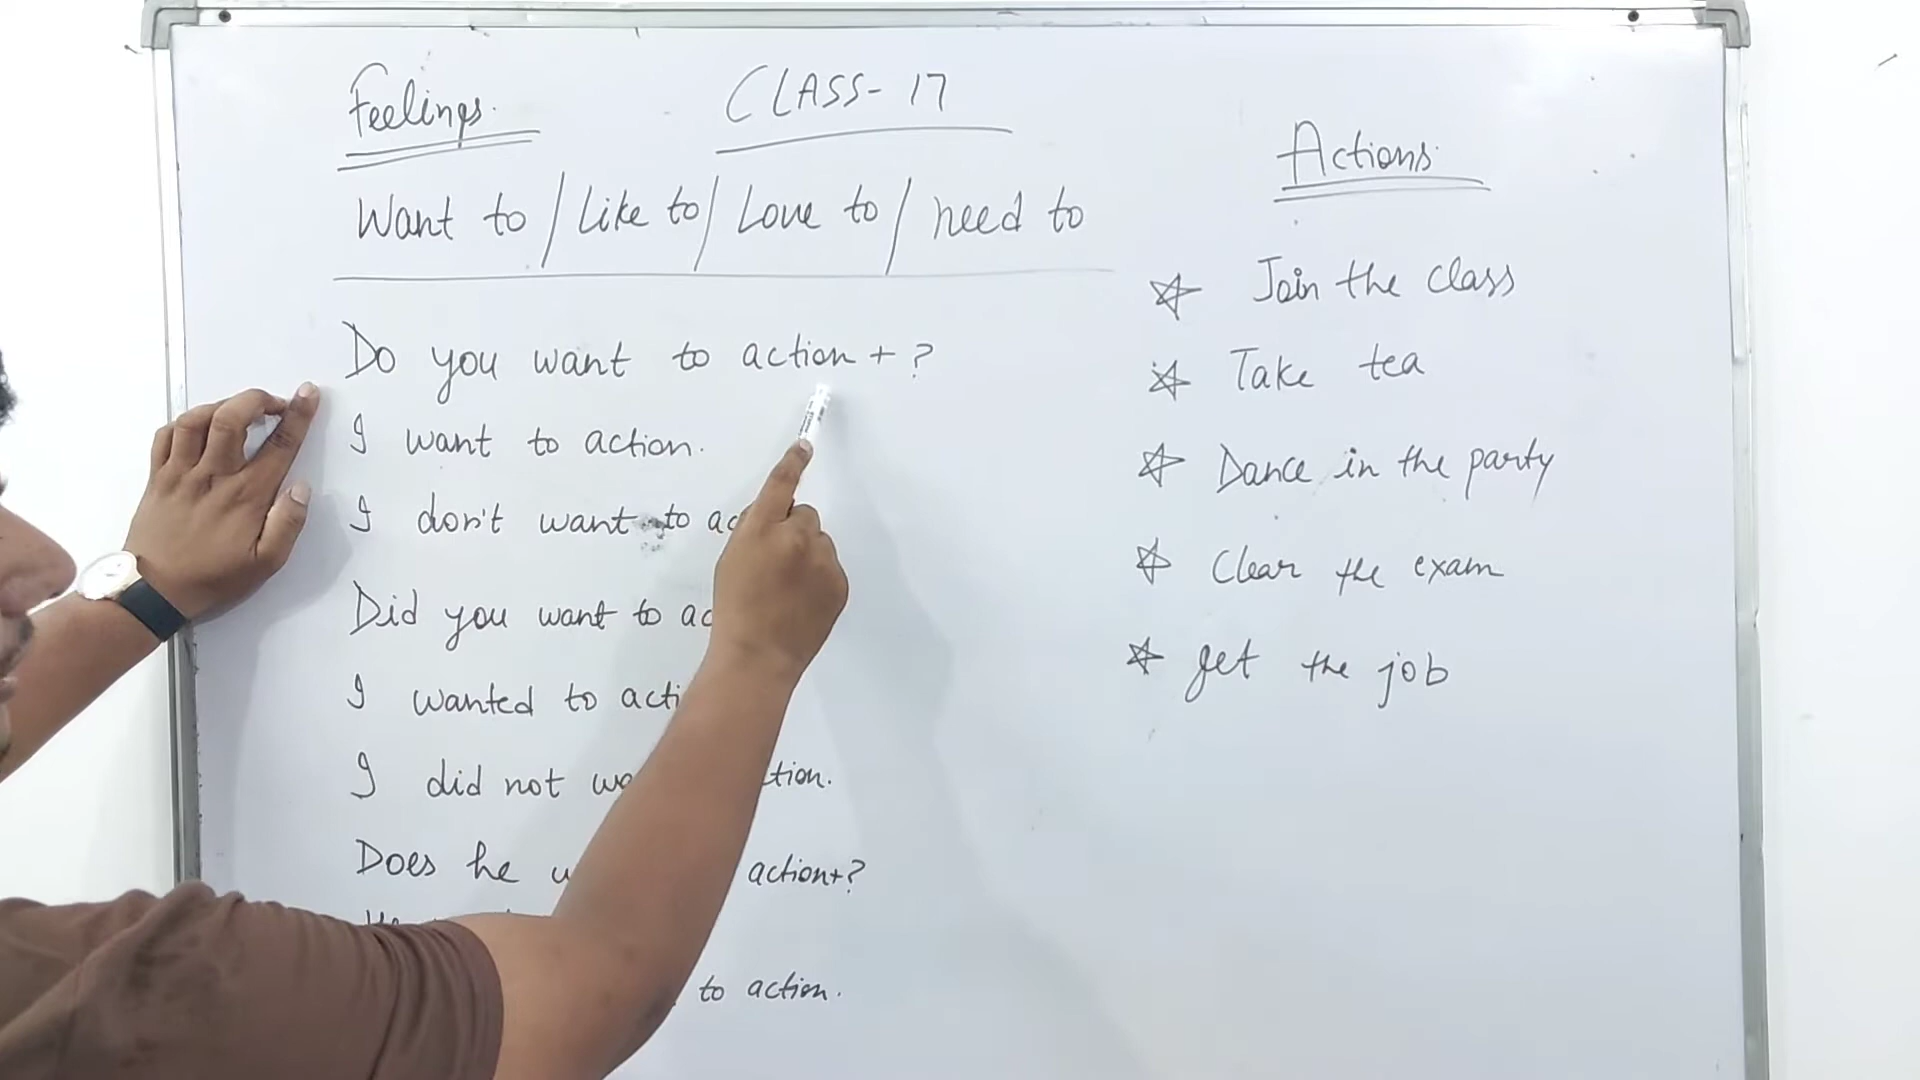 Feelings.
CLASS- 17
Want to / Like to / Love to / need to
Do you want to action + ?
I want to action.
I don't want to
Did you want to
I wanted to
I did not
Does he action+?
to action.
Actions.
☆ Join the class
☆ Take tea
☆ Dance in the party
☆ Clear the exam
☆ get the job